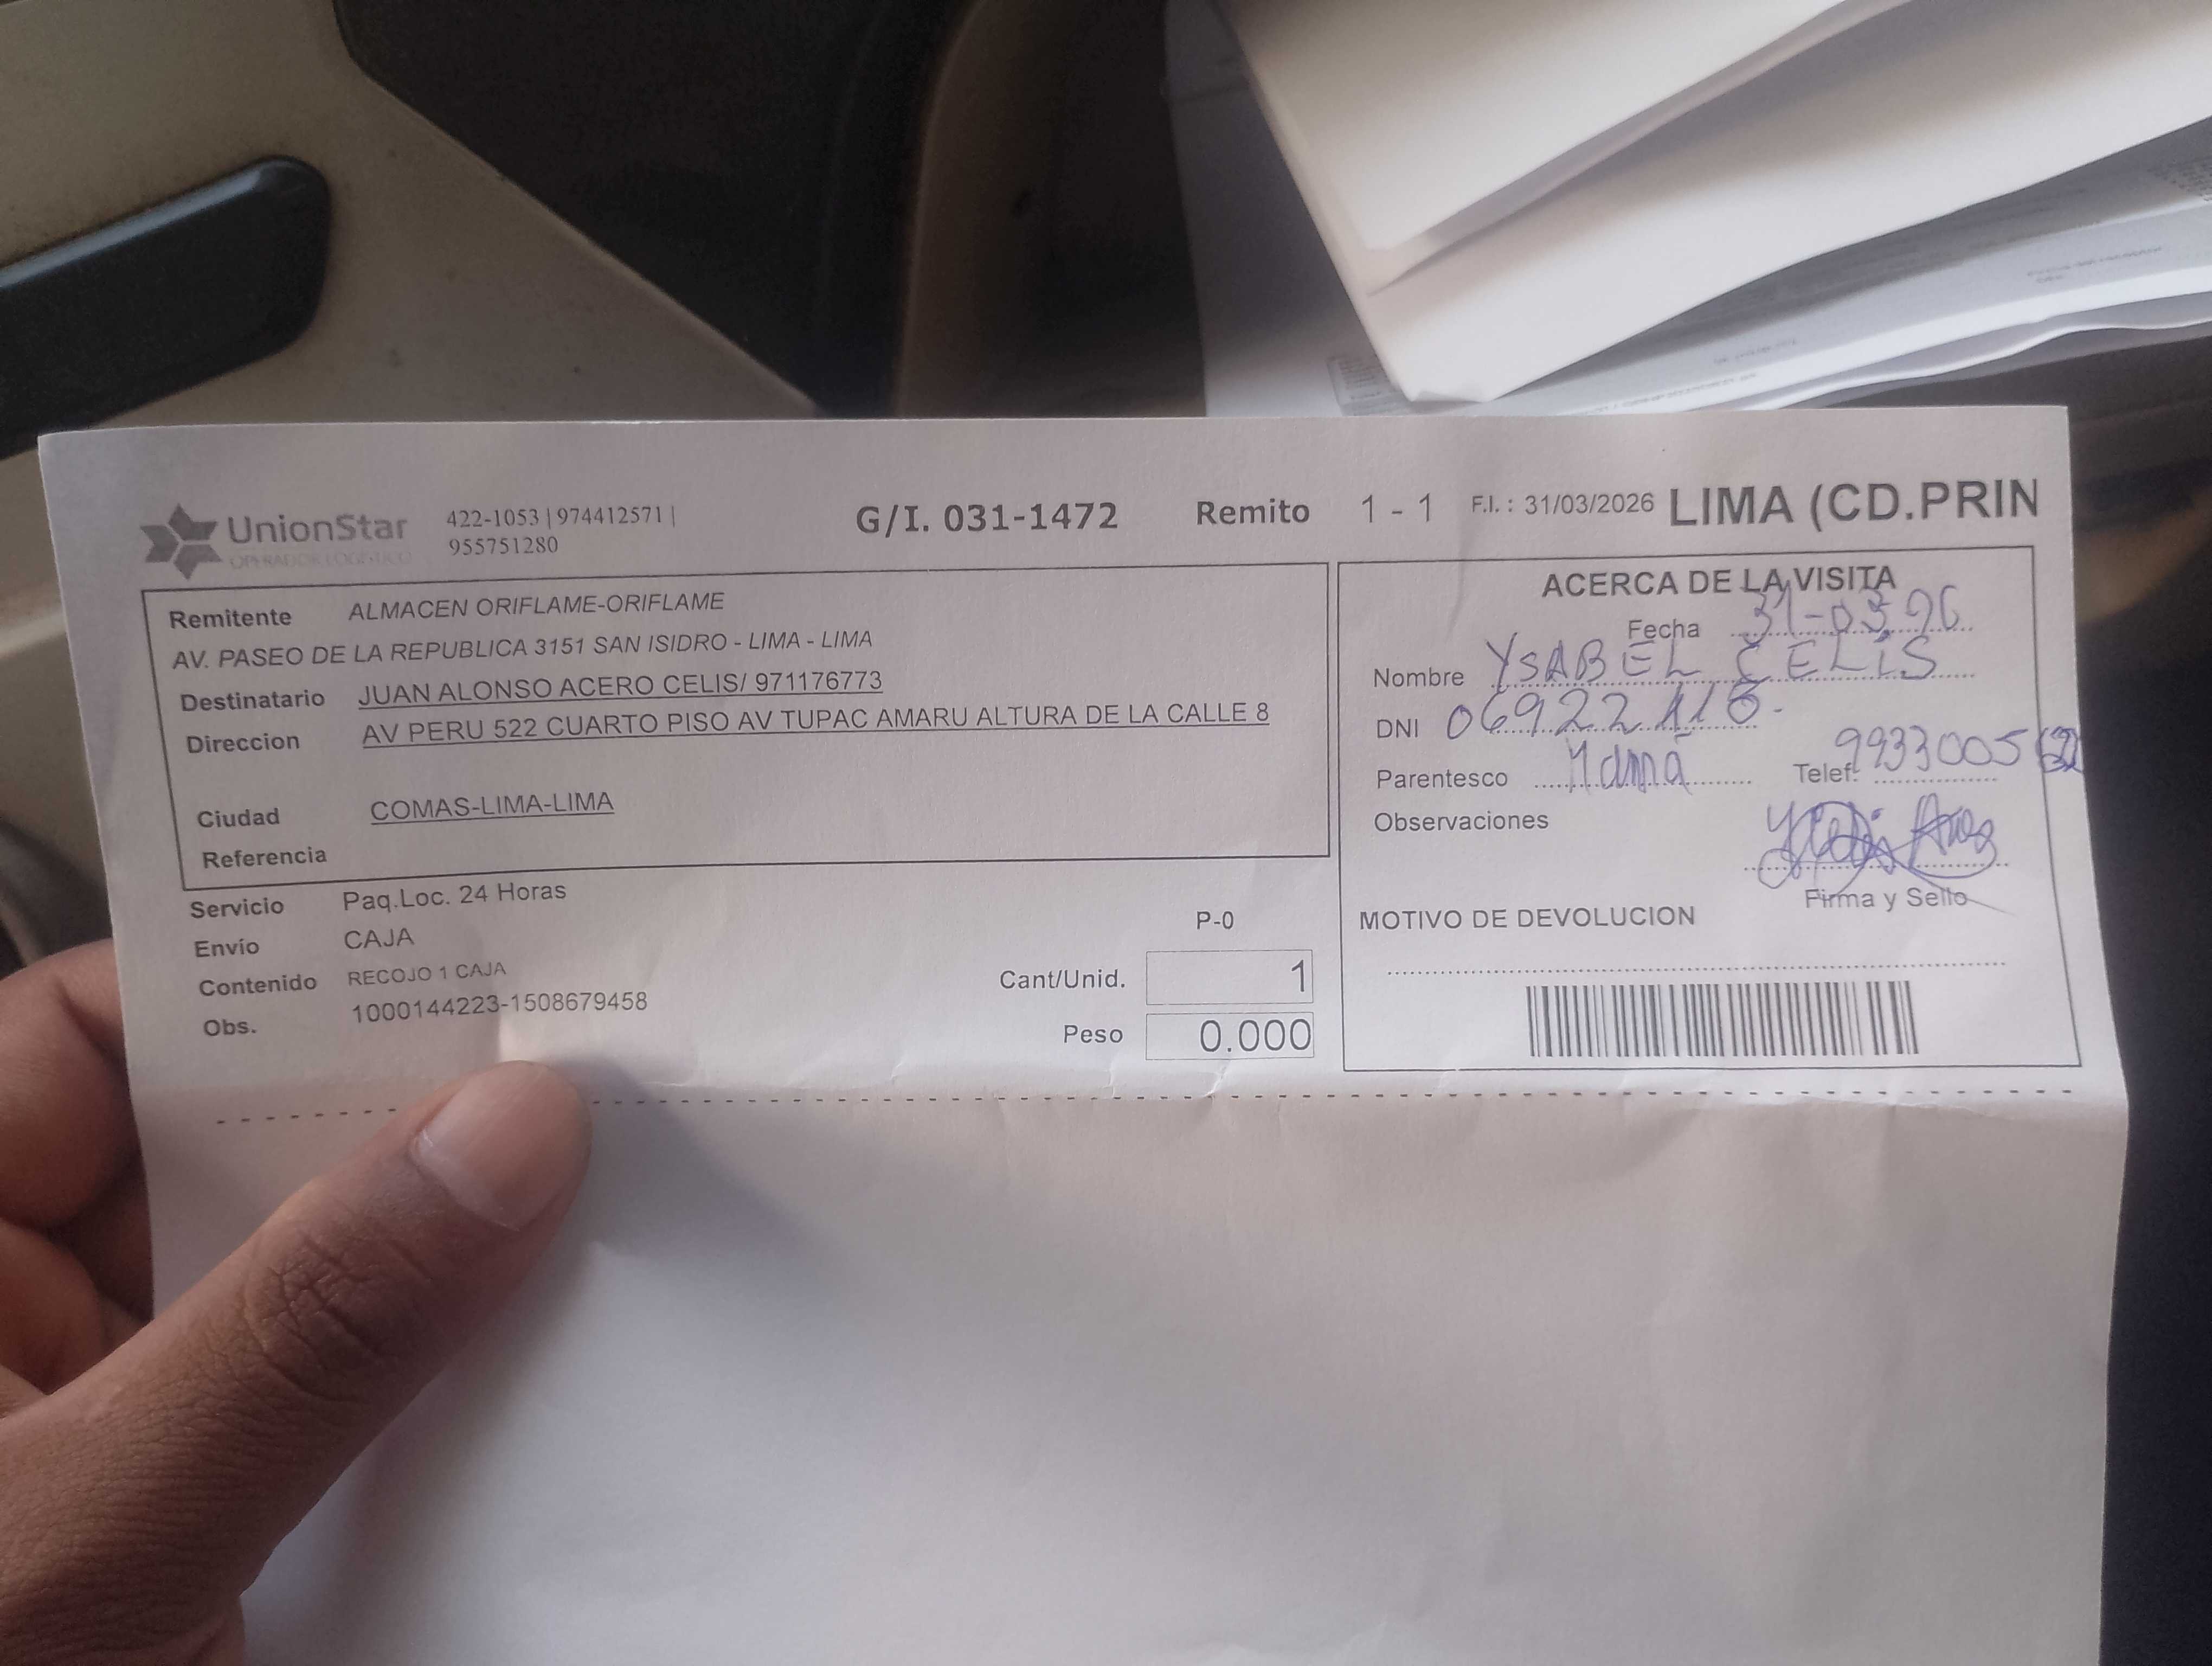 UnionStar
OPERADOR LOGISTICO
422-1053 | 974412571 |
955751280
G/I. 031-1472
Remito 1 - 1
F.I. : 31/03/2026
LIMA (CD.PRIN
Remitente ALMACEN ORIFLAME-ORIFLAME
AV. PASEO DE LA REPUBLICA 3151 SAN ISIDRO - LIMA - LIMA
Destinatario JUAN ALONSO ACERO CELIS/ 971176773
Direccion AV PERU 522 CUARTO PISO AV TUPAC AMARU ALTURA DE LA CALLE 8
Ciudad COMAS-LIMA-LIMA
Referencia
Servicio Paq.Loc. 24 Horas
Envío CAJA
Contenido RECOJO 1 CAJA
Obs. 1000144223-1508679458
P-0
Cant/Unid. 1
Peso 0.000
ACERCA DE LA VISITA
Fecha 31-03
Nombre YSABEL CELIS
DNI
Parentesco Mamá
Telef:
Observaciones
Firma y Sello
MOTIVO DE DEVOLUCION